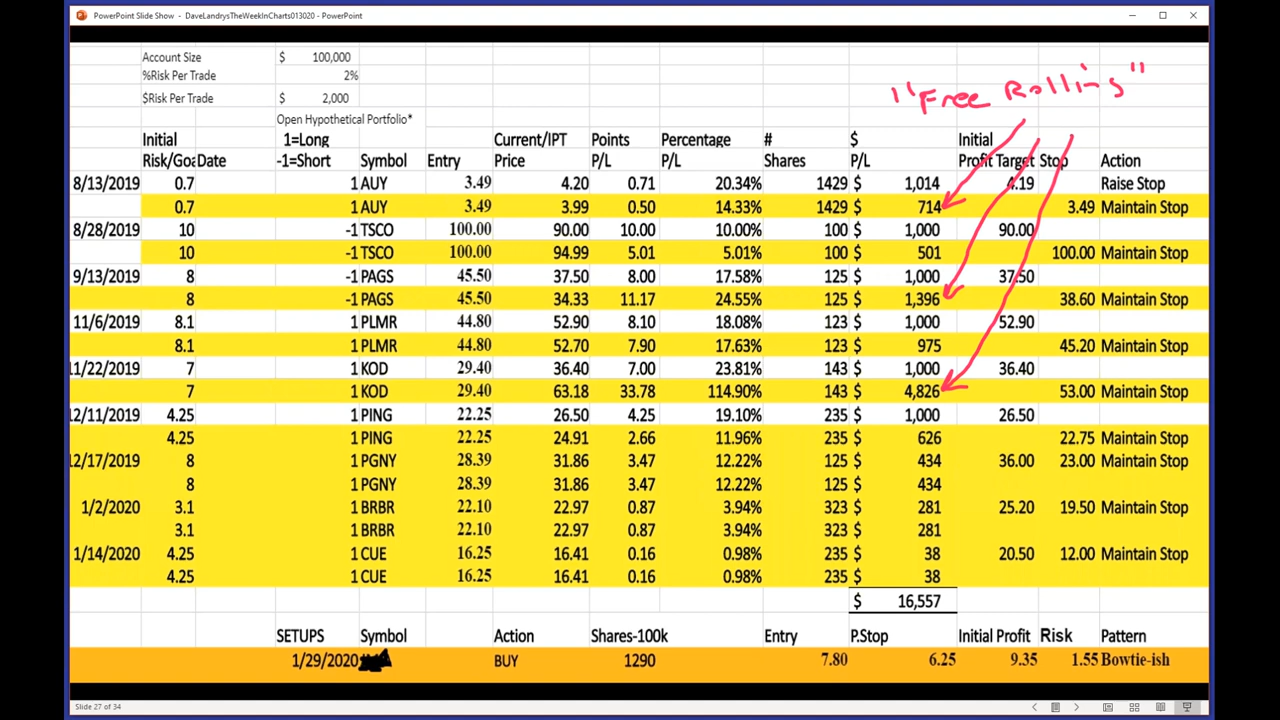 PowerPoint Slide Show - DaveLandrysTheWeekInCharts013020 - PowerPoint
Account Size $ 100,000
%Risk Per Trade 2%
$Risk Per Trade $ 2,000
"Free Rolling"
Open Hypothetical Portfolio*
Initial 1=Long Current/IPT Points Percentage # $ Initial
Risk/Goa Date -1=Short Symbol Entry Price P/L P/L Shares P/L Profit Target Stop Action
8/13/2019 0.7 1 AUY 3.49 4.20 0.71 20.34% 1429 $ 1,014 4.19 Raise Stop
0.7 1 AUY 3.49 3.99 0.50 14.33% 1429 $ 714 3.49 Maintain Stop
8/28/2019 10 -1 TSCO 100.00 90.00 10.00 10.00% 100 $ 1,000 90.00
10 -1 TSCO 100.00 94.99 5.01 5.01% 100 $ 501 100.00 Maintain Stop
9/13/2019 8 -1 PAGS 45.50 37.50 8.00 17.58% 125 $ 1,000 37.50
8 -1 PAGS 45.50 34.33 11.17 24.55% 125 $ 1,396 38.60 Maintain Stop
11/6/2019 8.1 1 PLMR 44.80 52.90 8.10 18.08% 123 $ 1,000 52.90
8.1 1 PLMR 44.80 52.70 7.90 17.63% 123 $ 975 45.20 Maintain Stop
11/22/2019 7 1 KOD 29.40 36.40 7.00 23.81% 143 $ 1,000 36.40
7 1 KOD 29.40 63.18 33.78 114.90% 143 $ 4,826 53.00 Maintain Stop
12/11/2019 4.25 1 PING 22.25 26.50 4.25 19.10% 235 $ 1,000 26.50
4.25 1 PING 22.25 24.91 2.66 11.96% 235 $ 626 22.75 Maintain Stop
12/17/2019 8 1 PGNY 28.39 31.86 3.47 12.22% 125 $ 434 36.00 23.00 Maintain Stop
8 1 PGNY 28.39 31.86 3.47 12.22% 125 $ 434
1/2/2020 3.1 1 BRBR 22.10 22.97 0.87 3.94% 323 $ 281 25.20 19.50 Maintain Stop
3.1 1 BRBR 22.10 22.97 0.87 3.94% 323 $ 281
1/14/2020 4.25 1 CUE 16.25 16.41 0.16 0.98% 235 $ 38 20.50 12.00 Maintain Stop
4.25 1 CUE 16.25 16.41 0.16 0.98% 235 $ 38
$ 16,557
SETUPS Symbol Action Shares-100k Entry P.Stop Initial Profit Risk Pattern
1/29/2020 BUY 1290 7.80 6.25 9.35 1.55 Bowtie-ish
Slide 27 of 34